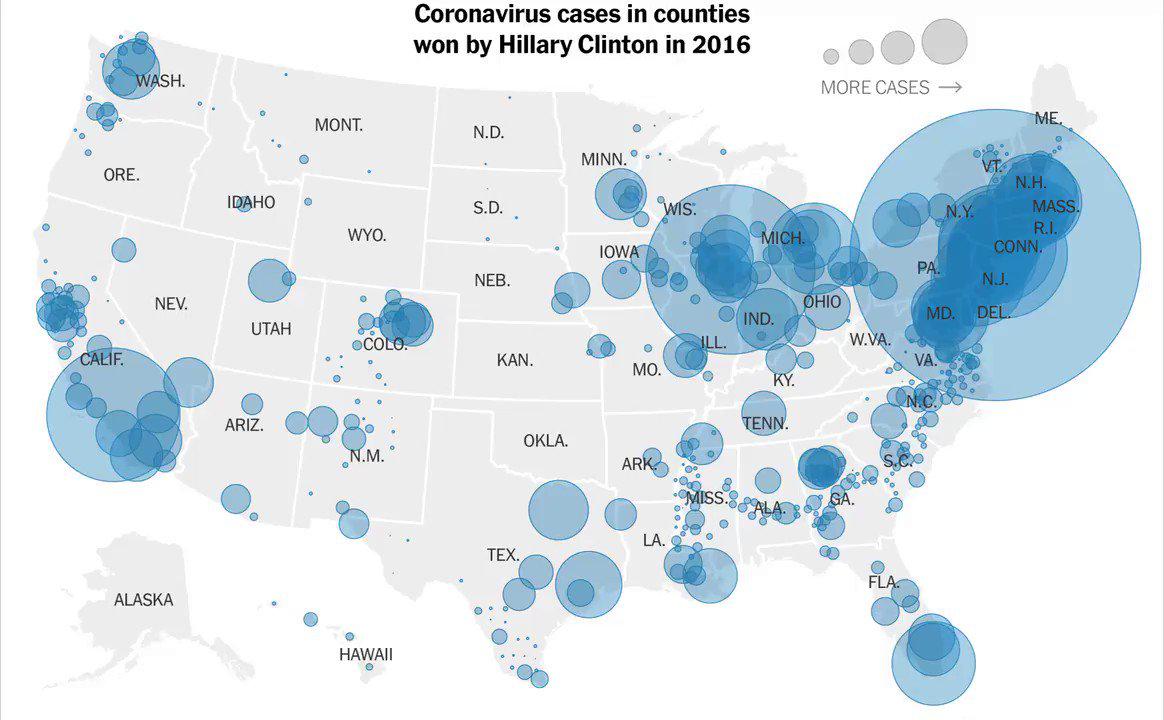 Coronavirus cases in counties
won by Hillary Clinton in 2016
MORE CASES →
WASH.
MONT.
N.D.
MINN.
ME.
VT.
N.H.
ORE.
IDAHO
S.D.
WIS.
N.Y.
MASS.
R.I.
WYO.
MICH.
CONN.
IOWA
PA.
NEB.
N.J.
NEV.
OHIO
IND.
MD.
DEL.
UTAH
COLO.
ILL.
W.VA.
CALIF.
KAN.
MO.
KY.
VA.
ARIZ.
N.M.
OKLA.
TENN.
N.C.
ARK.
S.C.
MISS.
ALA.
GA.
TEX.
LA.
FLA.
ALASKA
HAWAII